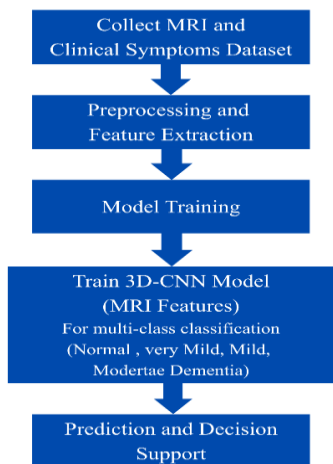 Collect MRI and
Clinical Symptoms Dataset
Preprocessing and
Feature Extraction
Model Training
Train 3D-CNN Model
(MRI Features)
For multi-class classification
(Normal , very Mild, Mild,
Modertae Dementia)
Prediction and Decision
Support